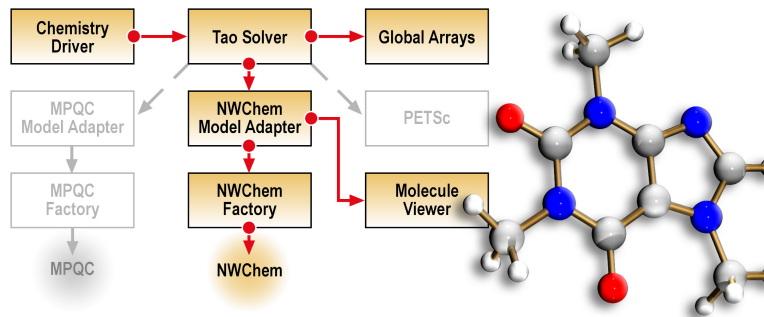 Chemistry
Driver
Tao Solver
Global Arrays
MPQC
Model Adapter
NWChem
Model Adapter
PETSc
MPQC
Factory
NWChem
Factory
Molecule
Viewer
MPQC
NWChem